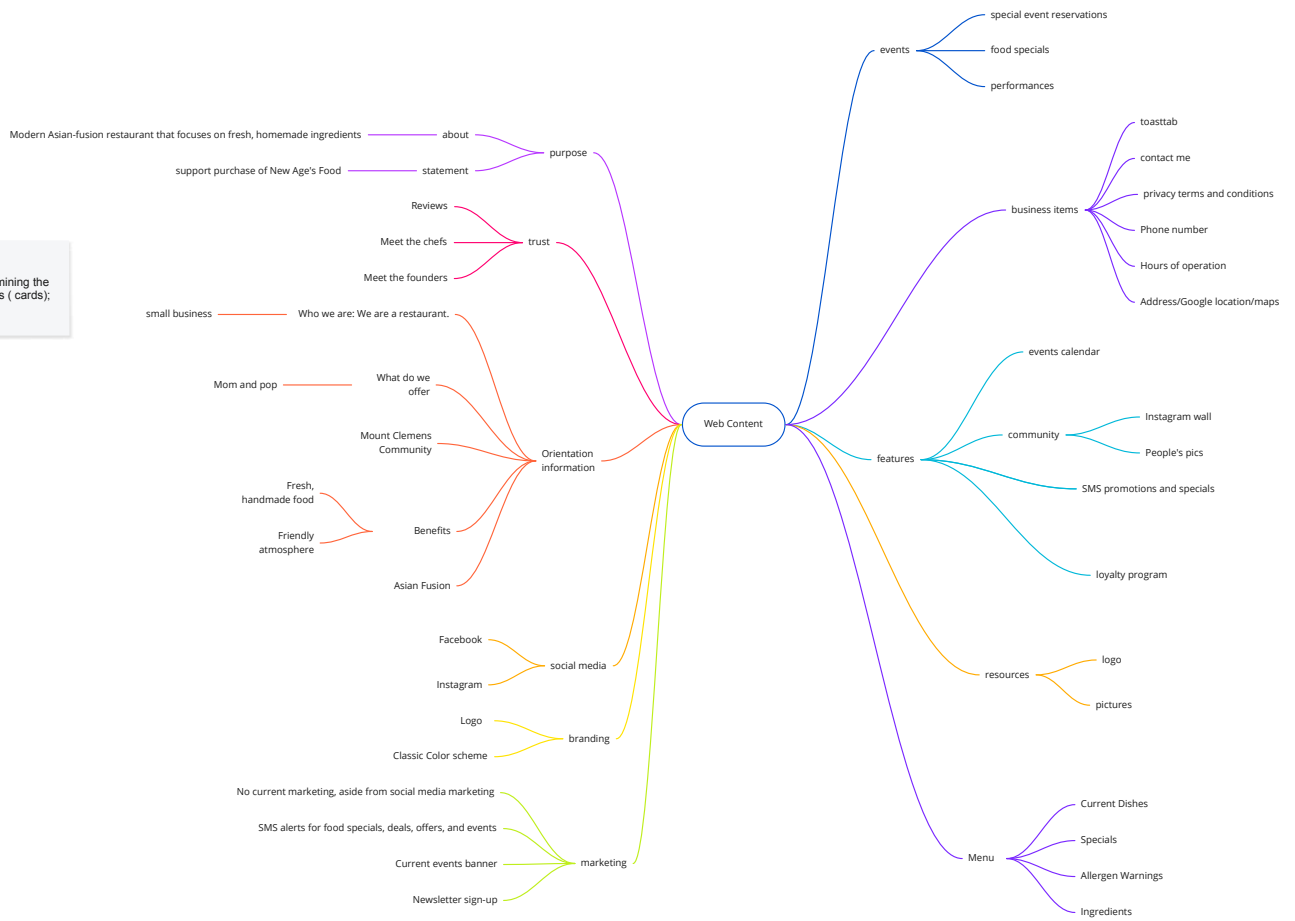 special event reservations
events
food specials
performances
Modern Asian-fusion restaurant that focuses on fresh, homemade ingredients
about
purpose
support purchase of New Age's Food
statement
Reviews
Meet the chefs
trust
Meet the founders
mining the
s ( cards);
small business
Who we are: We are a restaurant.
Mom and pop
What do we
offer
Mount Clemens
Community
Orientation
information
Fresh,
handmade food
Friendly
atmosphere
Benefits
Asian Fusion
Facebook
social media
Instagram
Logo
branding
Classic Color scheme
No current marketing, aside from social media marketing
SMS alerts for food specials, deals, offers, and events
Current events banner
marketing
Newsletter sign-up
Web Content
toasttab
contact me
privacy terms and conditions
business items
Phone number
Hours of operation
Address/Google location/maps
events calendar
Instagram wall
community
People's pics
features
SMS promotions and specials
loyalty program
logo
resources
pictures
Current Dishes
Specials
Menu
Allergen Warnings
Ingredients